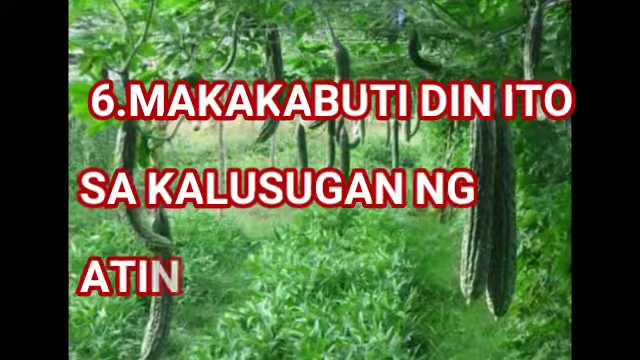 6.MAKAKABUTI DIN ITO
SA KALUSUGAN NG
ATIN